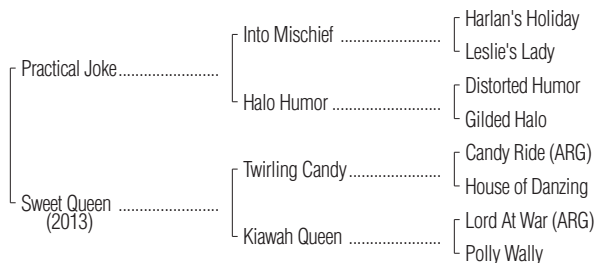 Harlan's Holiday
Into Mischief ....................
Leslie's Lady
Practical Joke....................
Distorted Humor
Halo Humor ....................
Gilded Halo
Candy Ride (ARG)
Twirling Candy....................
House of Danzing
Sweet Queen ....................
(2013)
Lord At War (ARG)
Kiawah Queen ....................
Polly Wally